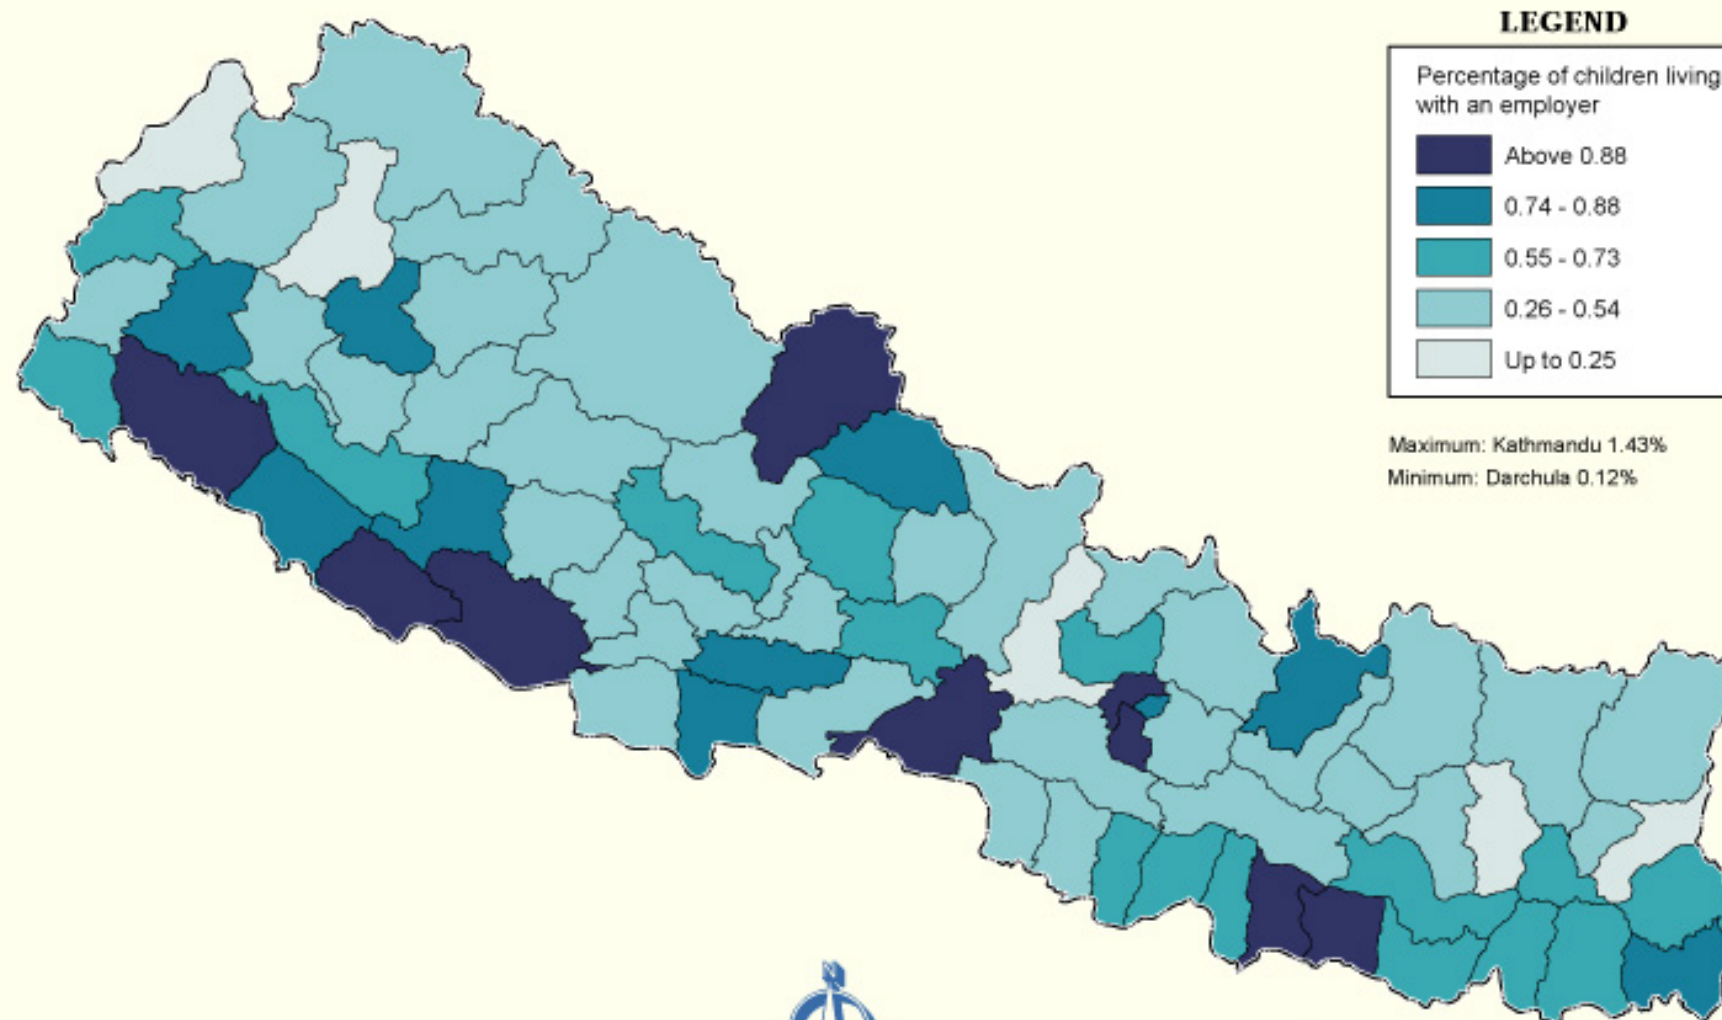 LEGEND
Percentage of children living
with an employer
Above 0.88
0.74 - 0.88
0.55 - 0.73
0.26 - 0.54
Up to 0.25
Maximum: Kathmandu 1.43%
Minimum: Darchula 0.12%
N